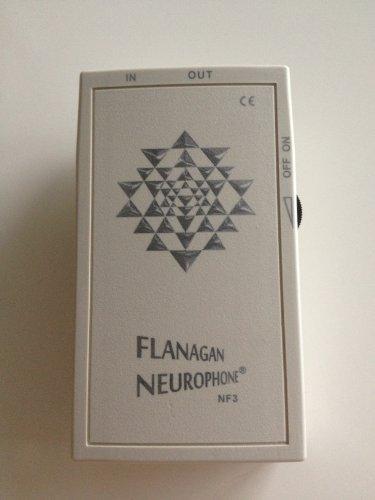 IN OUT
CE
OFF ON
FLANAGAN
NEUROPHONE®
NF3